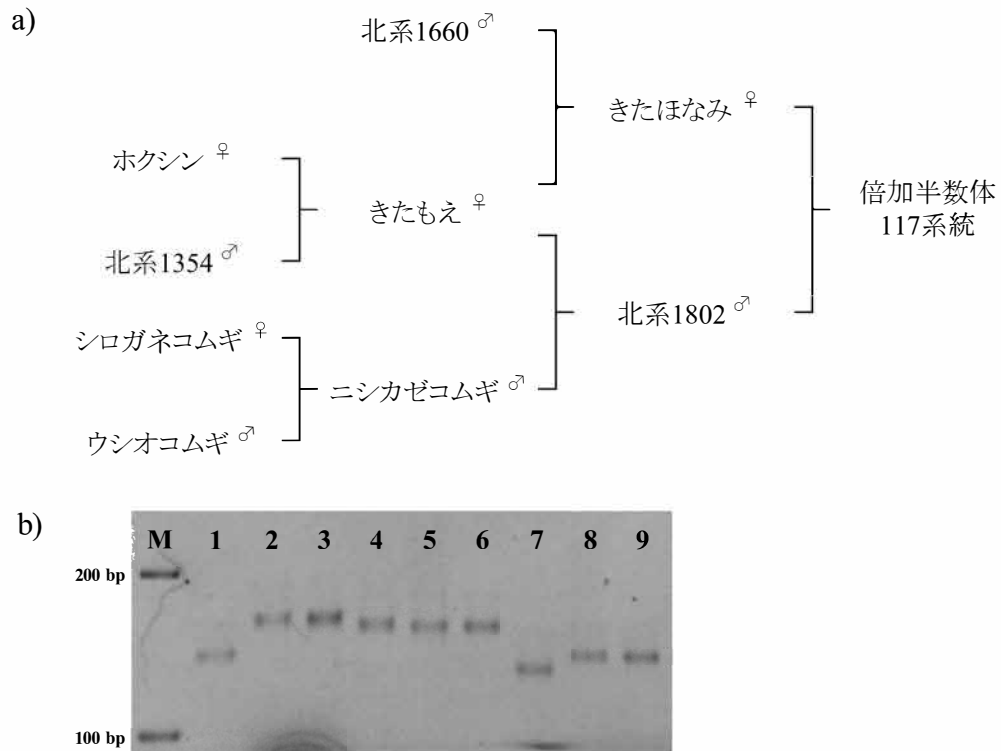 a)
北系1660 ♂
きたほなみ ♀
ホクシン ♀
きたもえ ♀
倍加半数体
117系統
北系1354 ♂
北系1802 ♂
シロガネコムギ ♀
ニシカゼコムギ ♂
ウシオコムギ ♂
b)
M 1 2 3 4 5 6 7 8 9
200 bp
100 bp